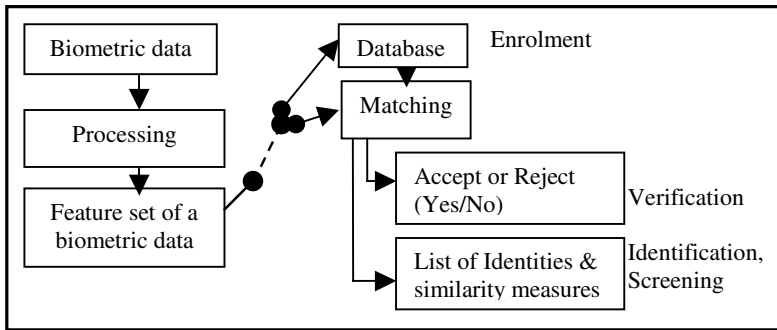 Biometric data
Processing
Feature set of a
biometric data
Database
Enrolment
Matching
Accept or Reject
(Yes/No)
Verification
List of Identities &
similarity measures
Identification,
Screening